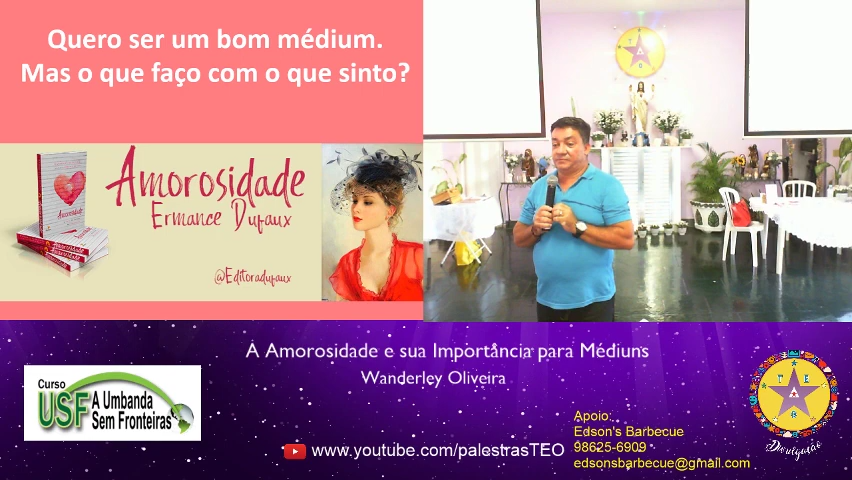 Quero ser um bom médium.
Mas o que faço com o que sinto?
Amorosidade
Ermance Dufaux
Amorosidade
@Editoradufaux
A Amorosidade e sua Importância para Médiuns
Wanderley Oliveira
Curso
USF A Umbanda
Sem Fronteiras
www.youtube.com/palestrasTEO
Apoio:
Edson's Barbecue
98625-6909
edsonsbarbecue@gmail.com
T E
Divulguião